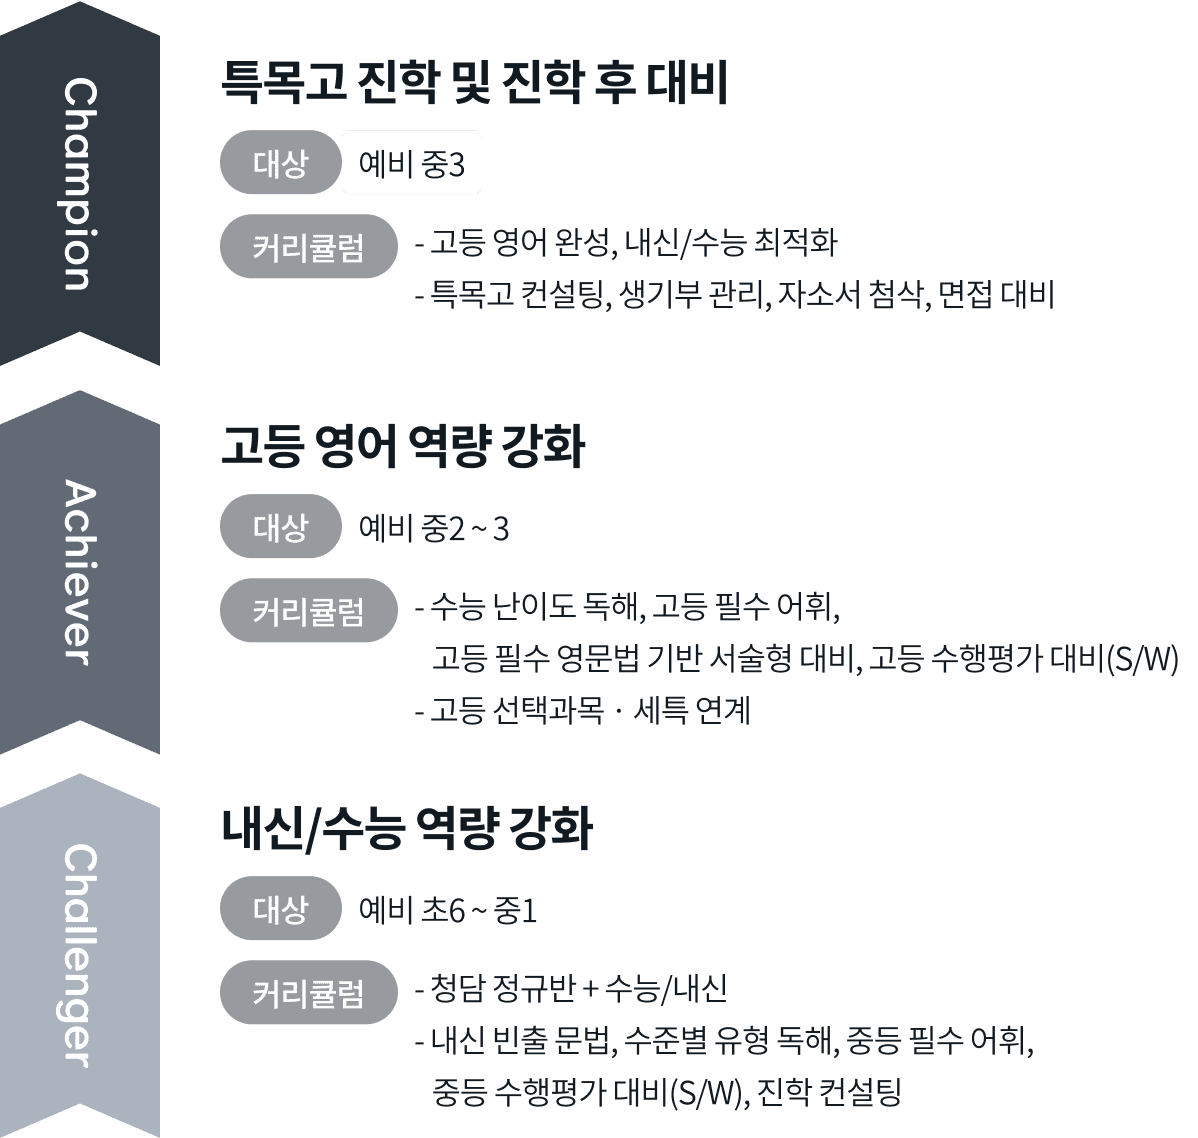 Champion
특목고 진학 및 진학 후 대비
대상 예비 중3
커리큘럼 - 고등 영어 완성, 내신/수능 최적화
- 특목고 컨설팅, 생기부 관리, 자소서 첨삭, 면접 대비
Achiever
고등 영어 역량 강화
대상 예비 중2 ~ 3
커리큘럼 - 수능 난이도 독해, 고등 필수 어휘,
고등 필수 영문법 기반 서술형 대비, 고등 수행평가 대비(S/W)
- 고등 선택과목 · 세특 연계
Challenger
내신/수능 역량 강화
대상 예비 초6 ~ 중1
커리큘럼 - 청담 정규반 + 수능/내신
- 내신 빈출 문법, 수준별 유형 독해, 중등 필수 어휘,
중등 수행평가 대비(S/W), 진학 컨설팅